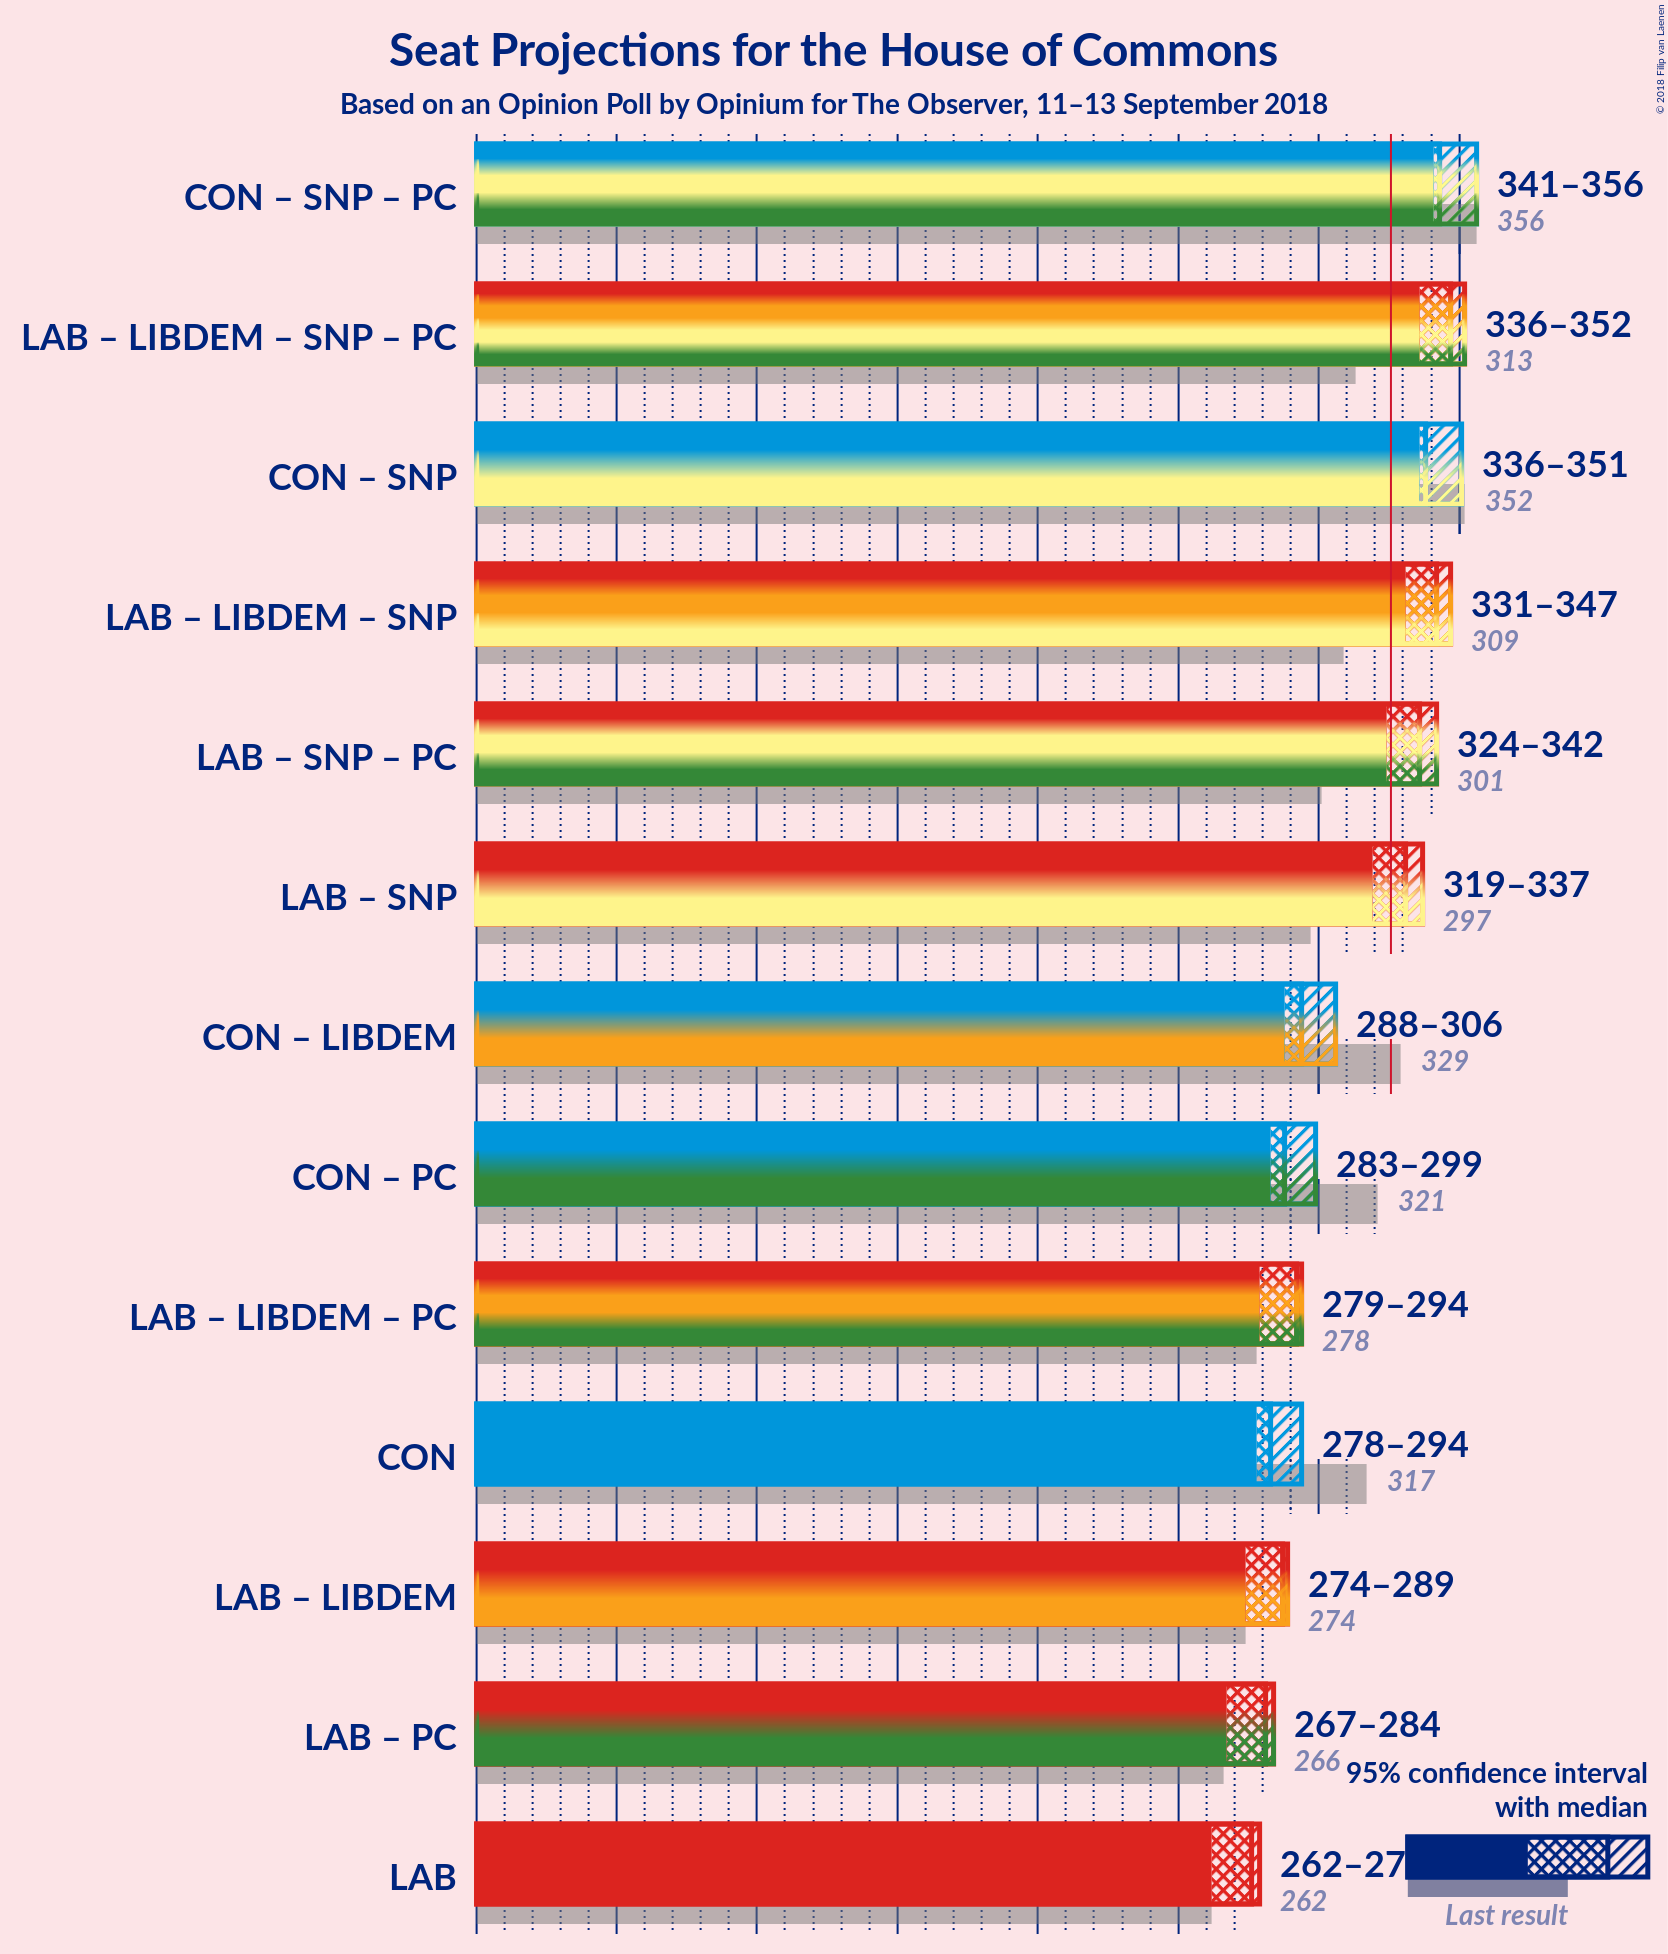 Seat Projections for the House of Commons
Based on an Opinion Poll by Opinium for The Observer, 11–13 September 2018
© 2018 Filip van Laenen
CON – SNP – PC
341–356
356
LAB – LIBDEM – SNP – PC
336–352
313
CON – SNP
336–351
352
LAB – LIBDEM – SNP
331–347
309
LAB – SNP – PC
324–342
301
LAB – SNP
319–337
297
CON – LIBDEM
288–306
329
CON – PC
283–299
321
LAB – LIBDEM – PC
279–294
278
CON
278–294
317
LAB – LIBDEM
274–289
274
LAB – PC
267–284
266
LAB
262–27
262
95% confidence interval
with median
Last result